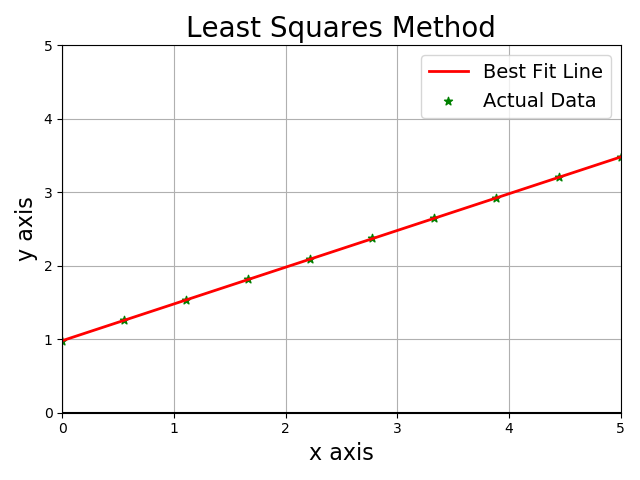 Least Squares Method
Best Fit Line
Actual Data
5
4
3
2
1
0
y axis
0 1 2 3 4 5
x axis